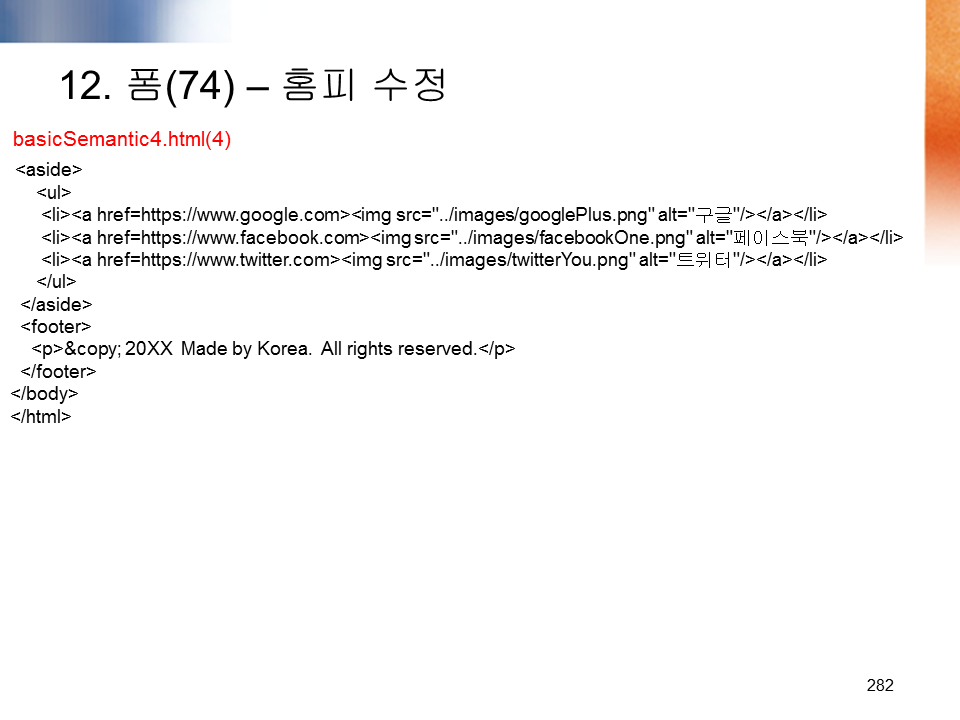 12. 폼(74) – 홈피 수정
basicSemantic4.html(4)
<aside>
<ul>
<li><a href=https://www.google.com><img src="../images/googlePlus.png" alt="구글"/></a></li>
<li><a href=https://www.facebook.com><img src="../images/facebookOne.png" alt="페이스북"/></a></li>
<li><a href=https://www.twitter.com><img src="../images/twitterYou.png" alt="트위터"/></a></li>
</ul>
</aside>
<footer>
<p>&copy; 20XX Made by Korea. All rights reserved.</p>
</footer>
</body>
</html>
282